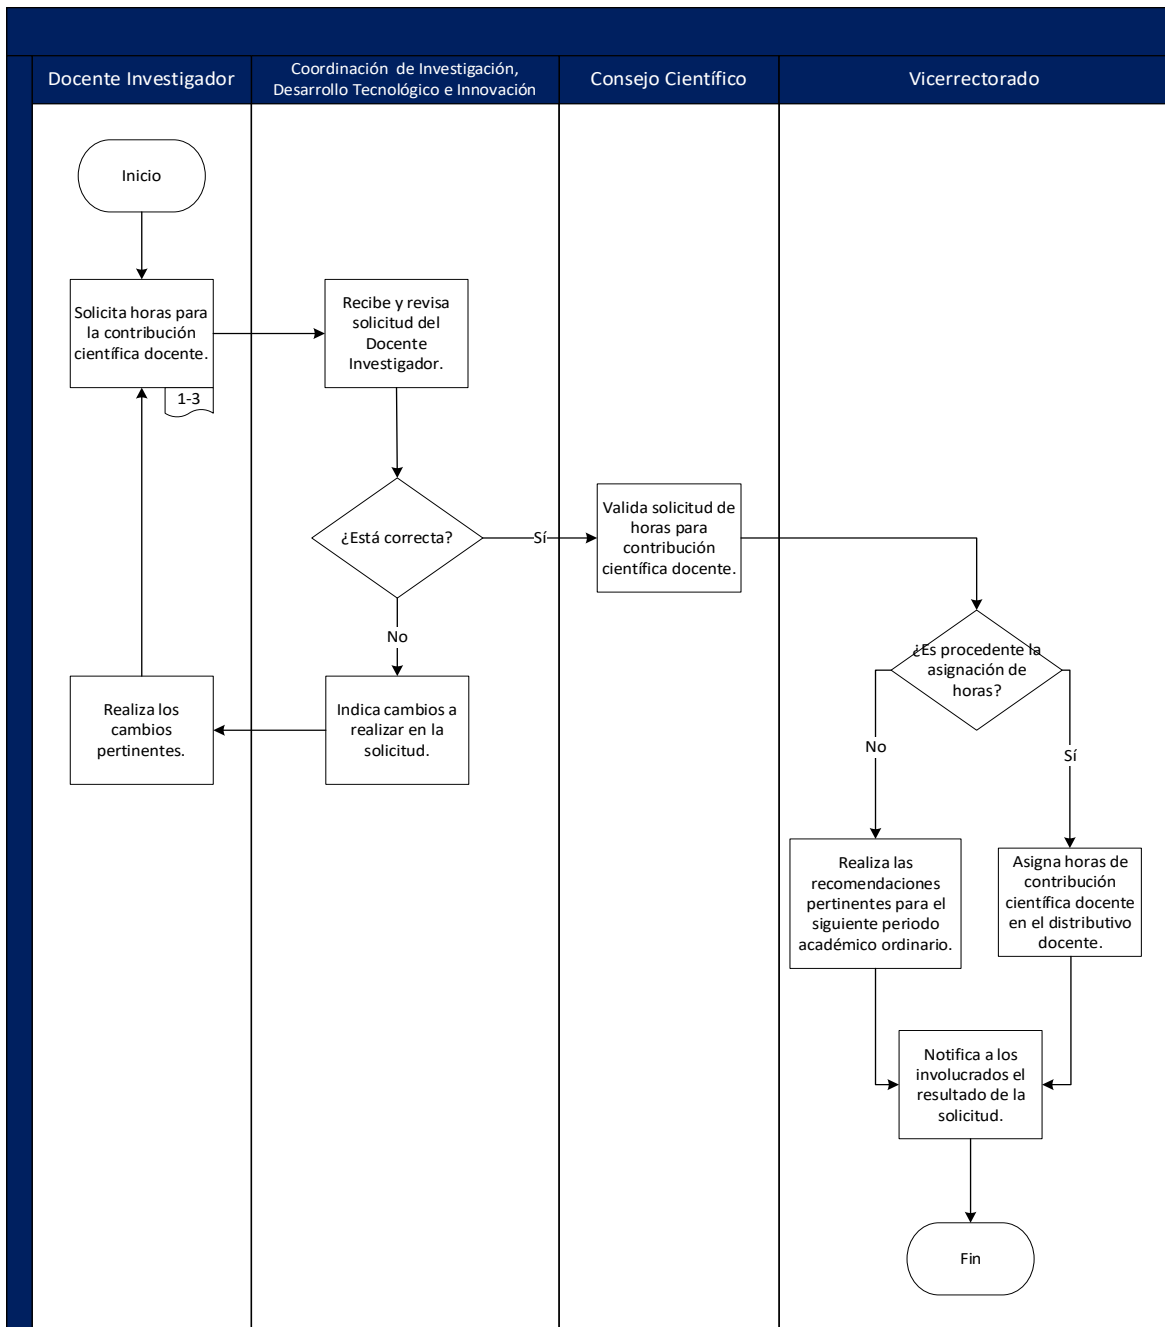 Docente Investigador
Coordinación de Investigación,
Desarrollo Tecnológico e Innovación
Consejo Científico
Vicerrectorado
Inicio
Solicita horas para
la contribución
científica docente.
1-3
Recibe y revisa
solicitud del
Docente
Investigador.
¿Está correcta?
Sí
Valida solicitud de
horas para
contribución
científica docente.
No
¿Es procedente la
asignación de
horas?
Realiza los
cambios
pertinentes.
Indica cambios a
realizar en la
solicitud.
No
Sí
Realiza las
recomendaciones
pertinentes para el
siguiente periodo
académico ordinario.
Asigna horas de
contribución
científica docente
en el distributivo
docente.
Notifica a los
involucrados el
resultado de la
solicitud.
Fin